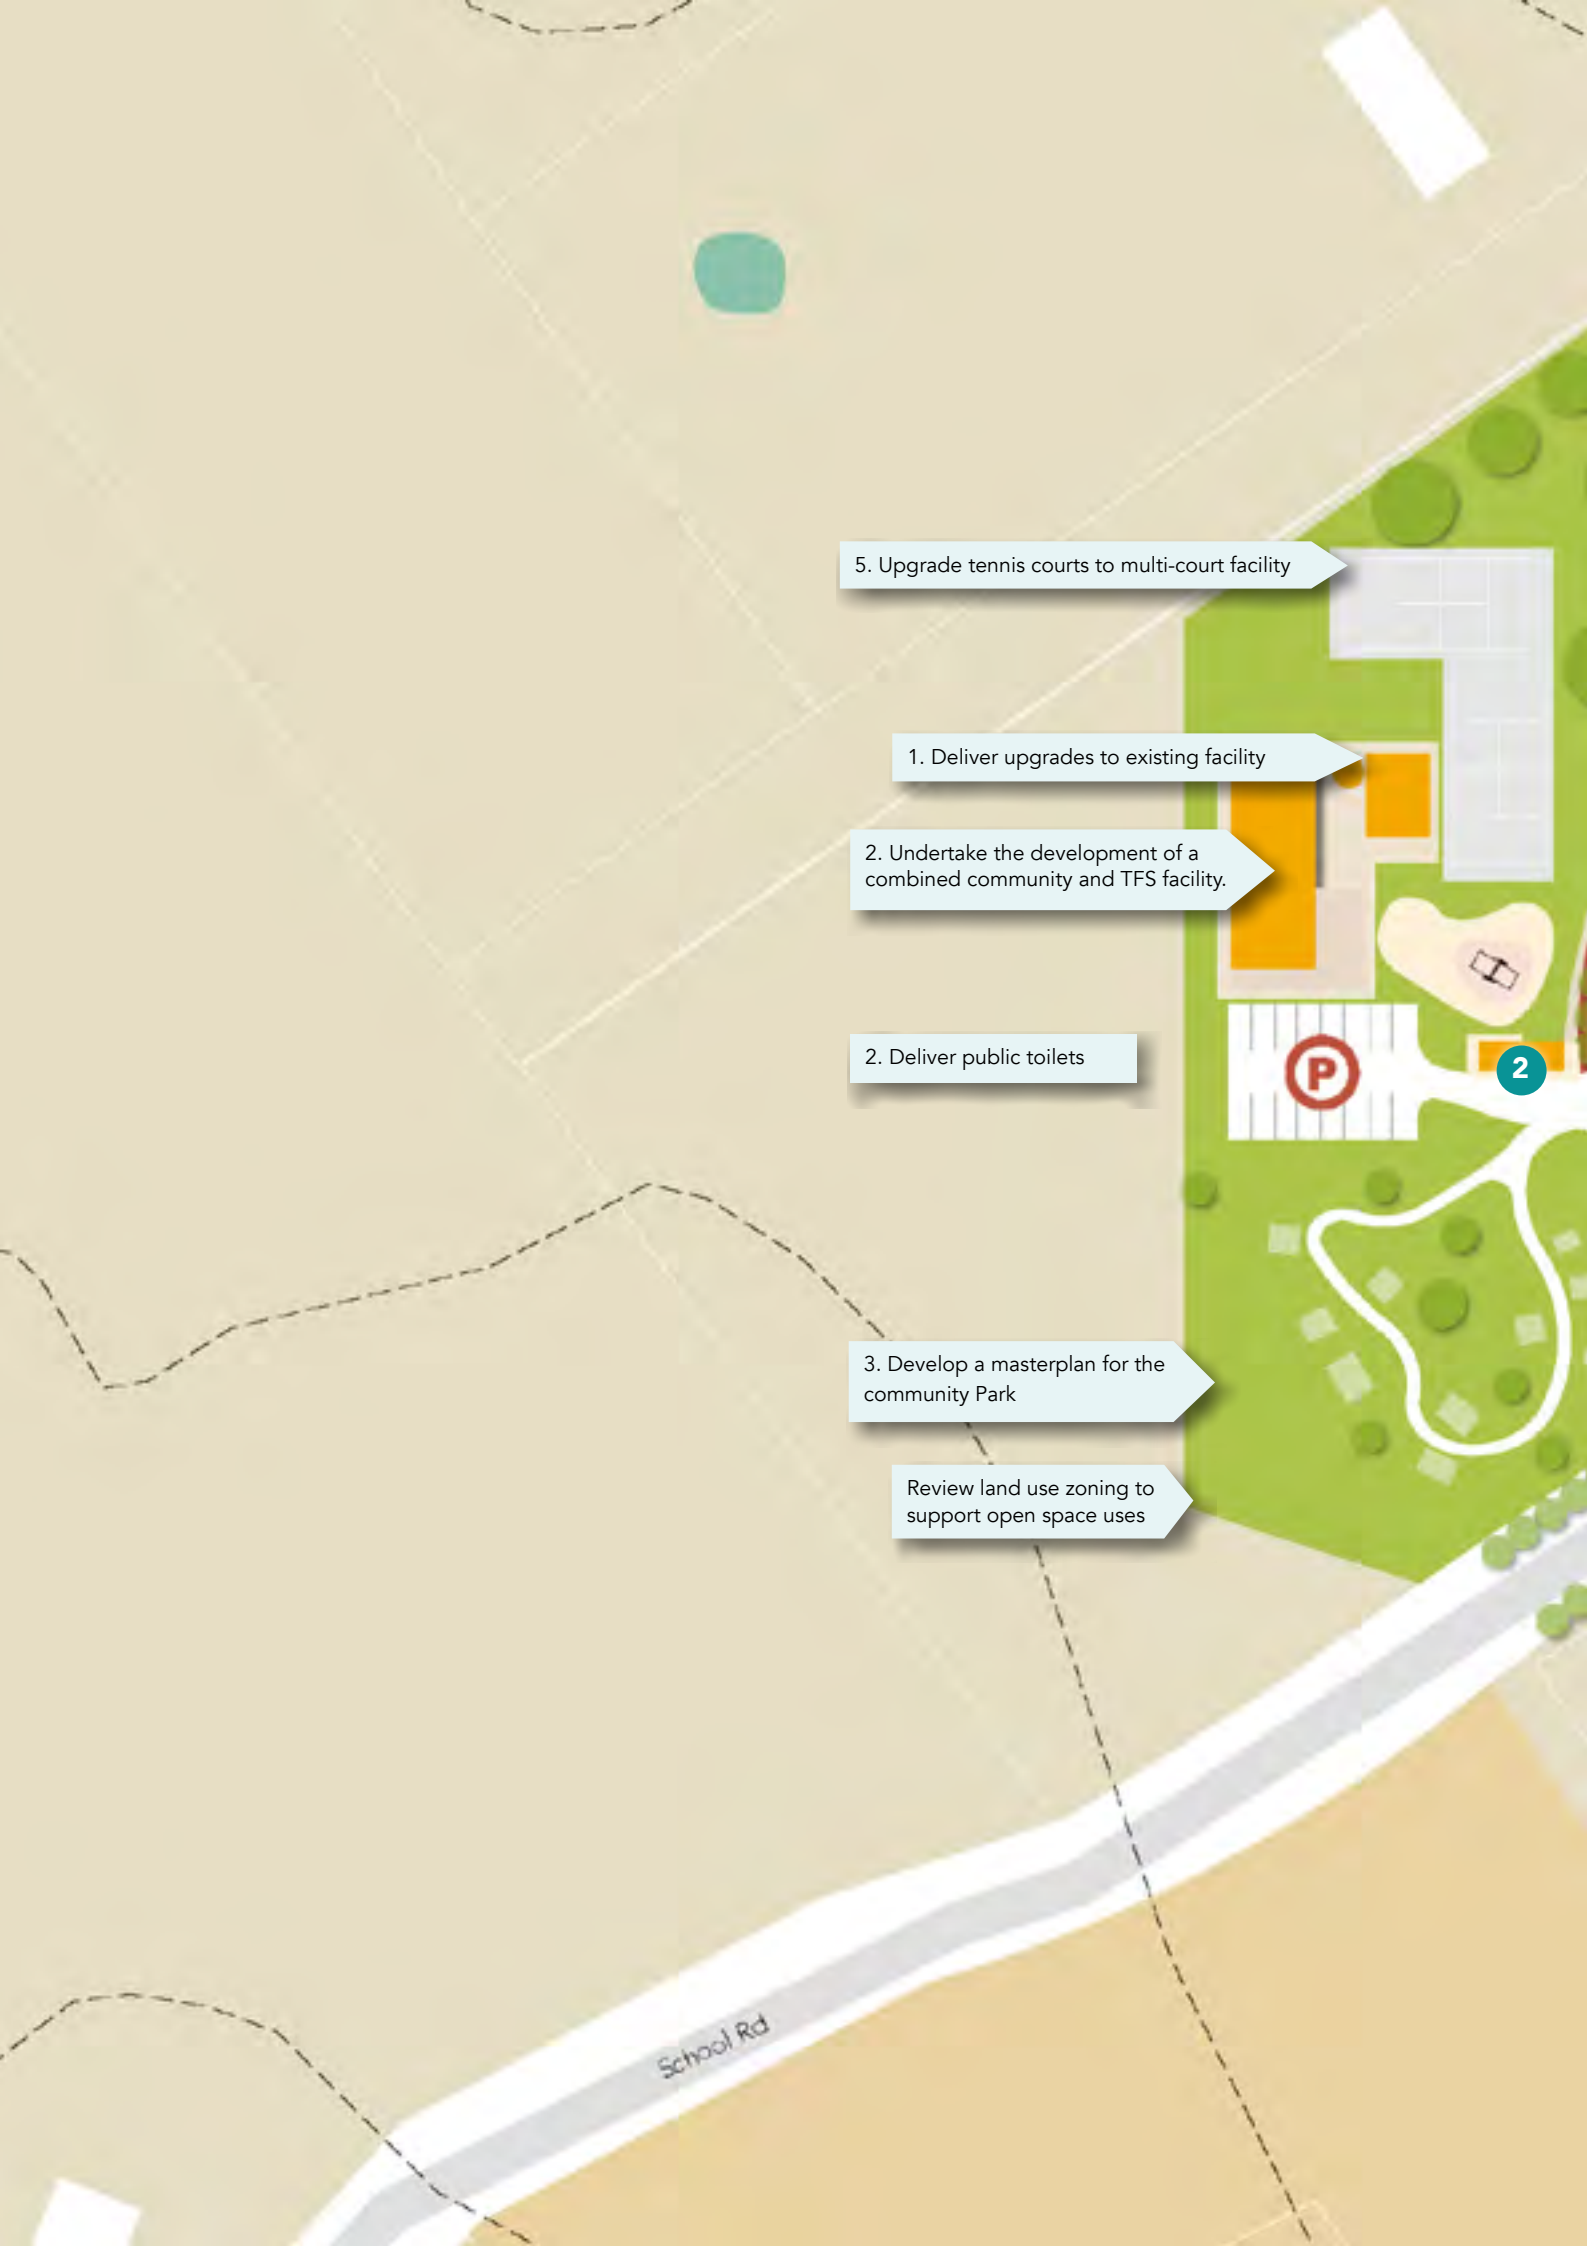 5. Upgrade tennis courts to multi-court facility
1. Deliver upgrades to existing facility
2. Undertake the development of a
combined community and TFS facility.
2. Deliver public toilets
P
2
3. Develop a masterplan for the
community Park
Review land use zoning to
support open space uses
School Rd